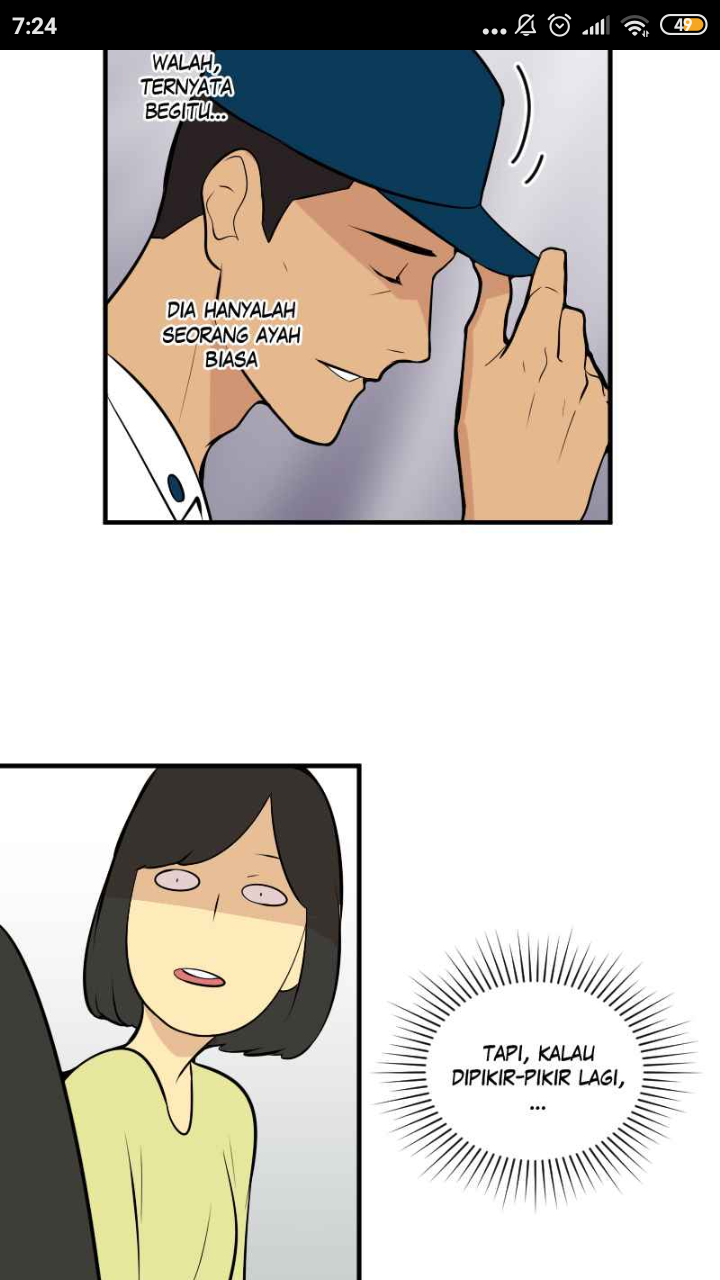 7:24
49
WALAH,
TERNYATA
BEGITU...
DIA HANYALAH
SEORANG AYAH
BIASA
TAPI, KALAU
DIPIKIR-PIKIR LAGI,
...